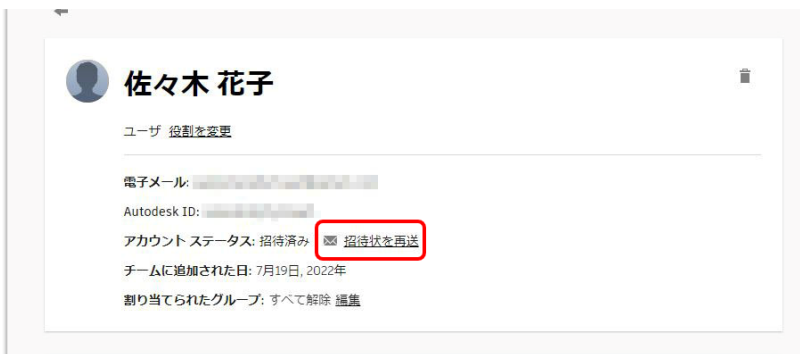 佐々木 花子
ユーザ 役割を変更
電子メール:
Autodesk ID:
アカウント ステータス: 招待済み 招待状を再送
チームに追加された日: 7月19日, 2022年
割り当てられたグループ: すべて解除 編集